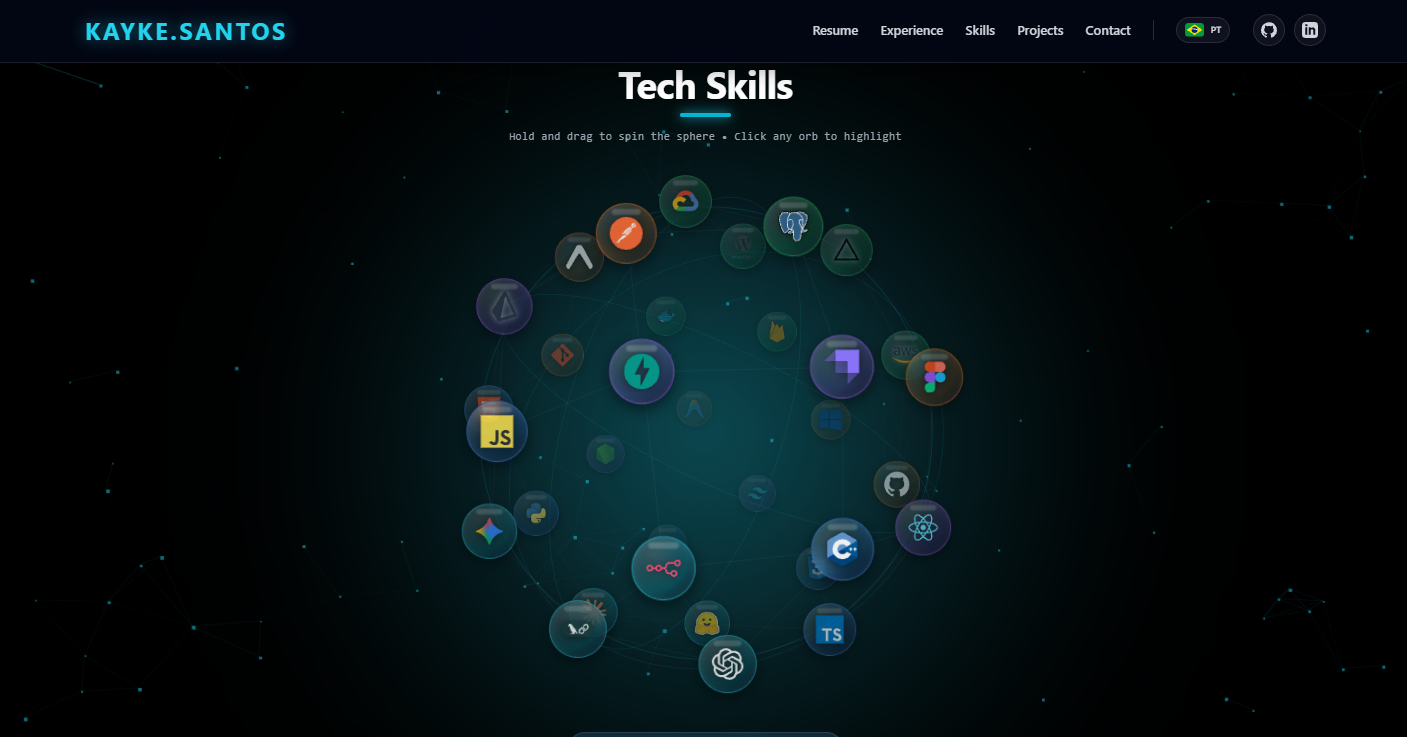 KAYKE.SANTOS
Resume
Experience
Skills
Projects
Contact
PT
Tech Skills
Hold and drag to spin the sphere • Click any orb to highlight
aws
JS
TS